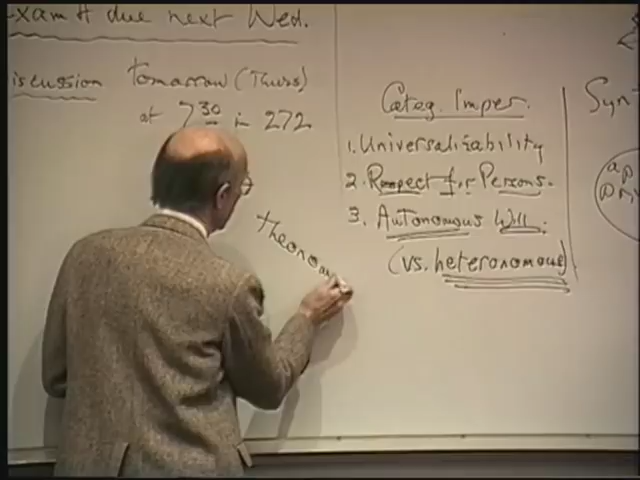 Exam II due next Wed.
iscussion tomorrow (Thurs)
at 7 30 in 272
theonom
Categ. Imper.
1. Universalizability
2. Respect for Persons.
3. Autonomous Will.
(vs. heteronomous)
Syn